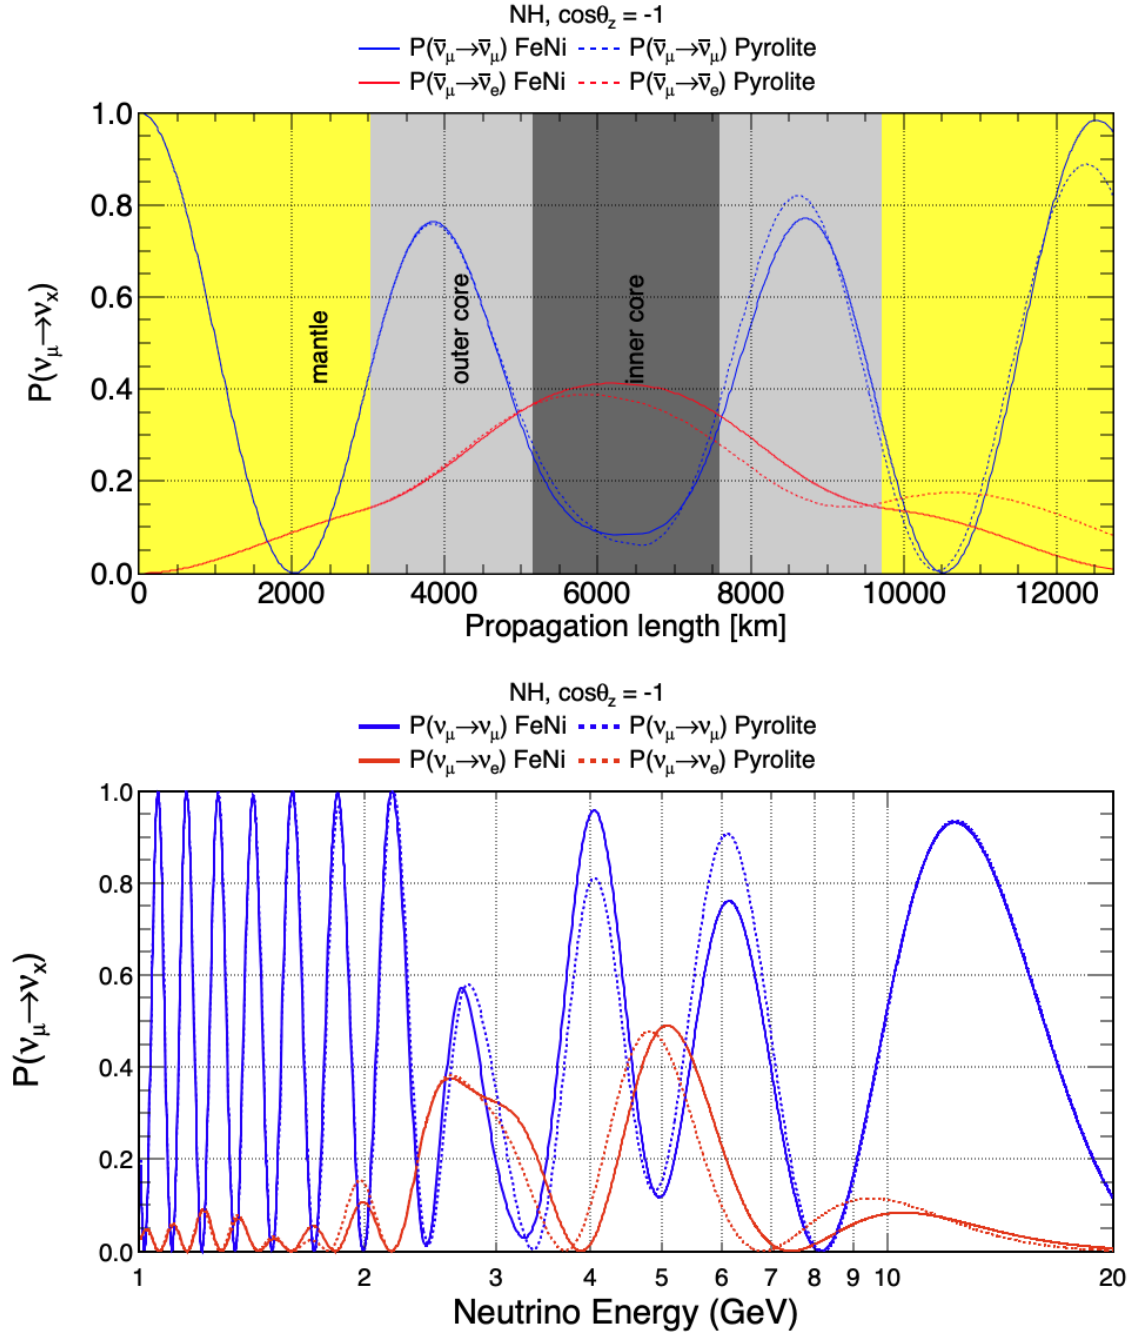 NH, cosθz = -1
P(ν̅μ→ν̅μ) FeNi P(ν̅μ→ν̅μ) Pyrolite
P(ν̅μ→ν̅e) FeNi P(ν̅μ→ν̅e) Pyrolite
P(νμ→νx)
1.0
0.8
0.6
0.4
0.2
0.0
mantle
outer core
inner core
0 2000 4000 6000 8000 10000 12000
Propagation length [km]
NH, cosθz = -1
P(νμ→νμ) FeNi P(νμ→νμ) Pyrolite
P(νμ→νe) FeNi P(νμ→νe) Pyrolite
P(νμ→νx)
1.0
0.8
0.6
0.4
0.2
0.0
1 2 3 4 5 6 7 8 9 10 20
Neutrino Energy (GeV)